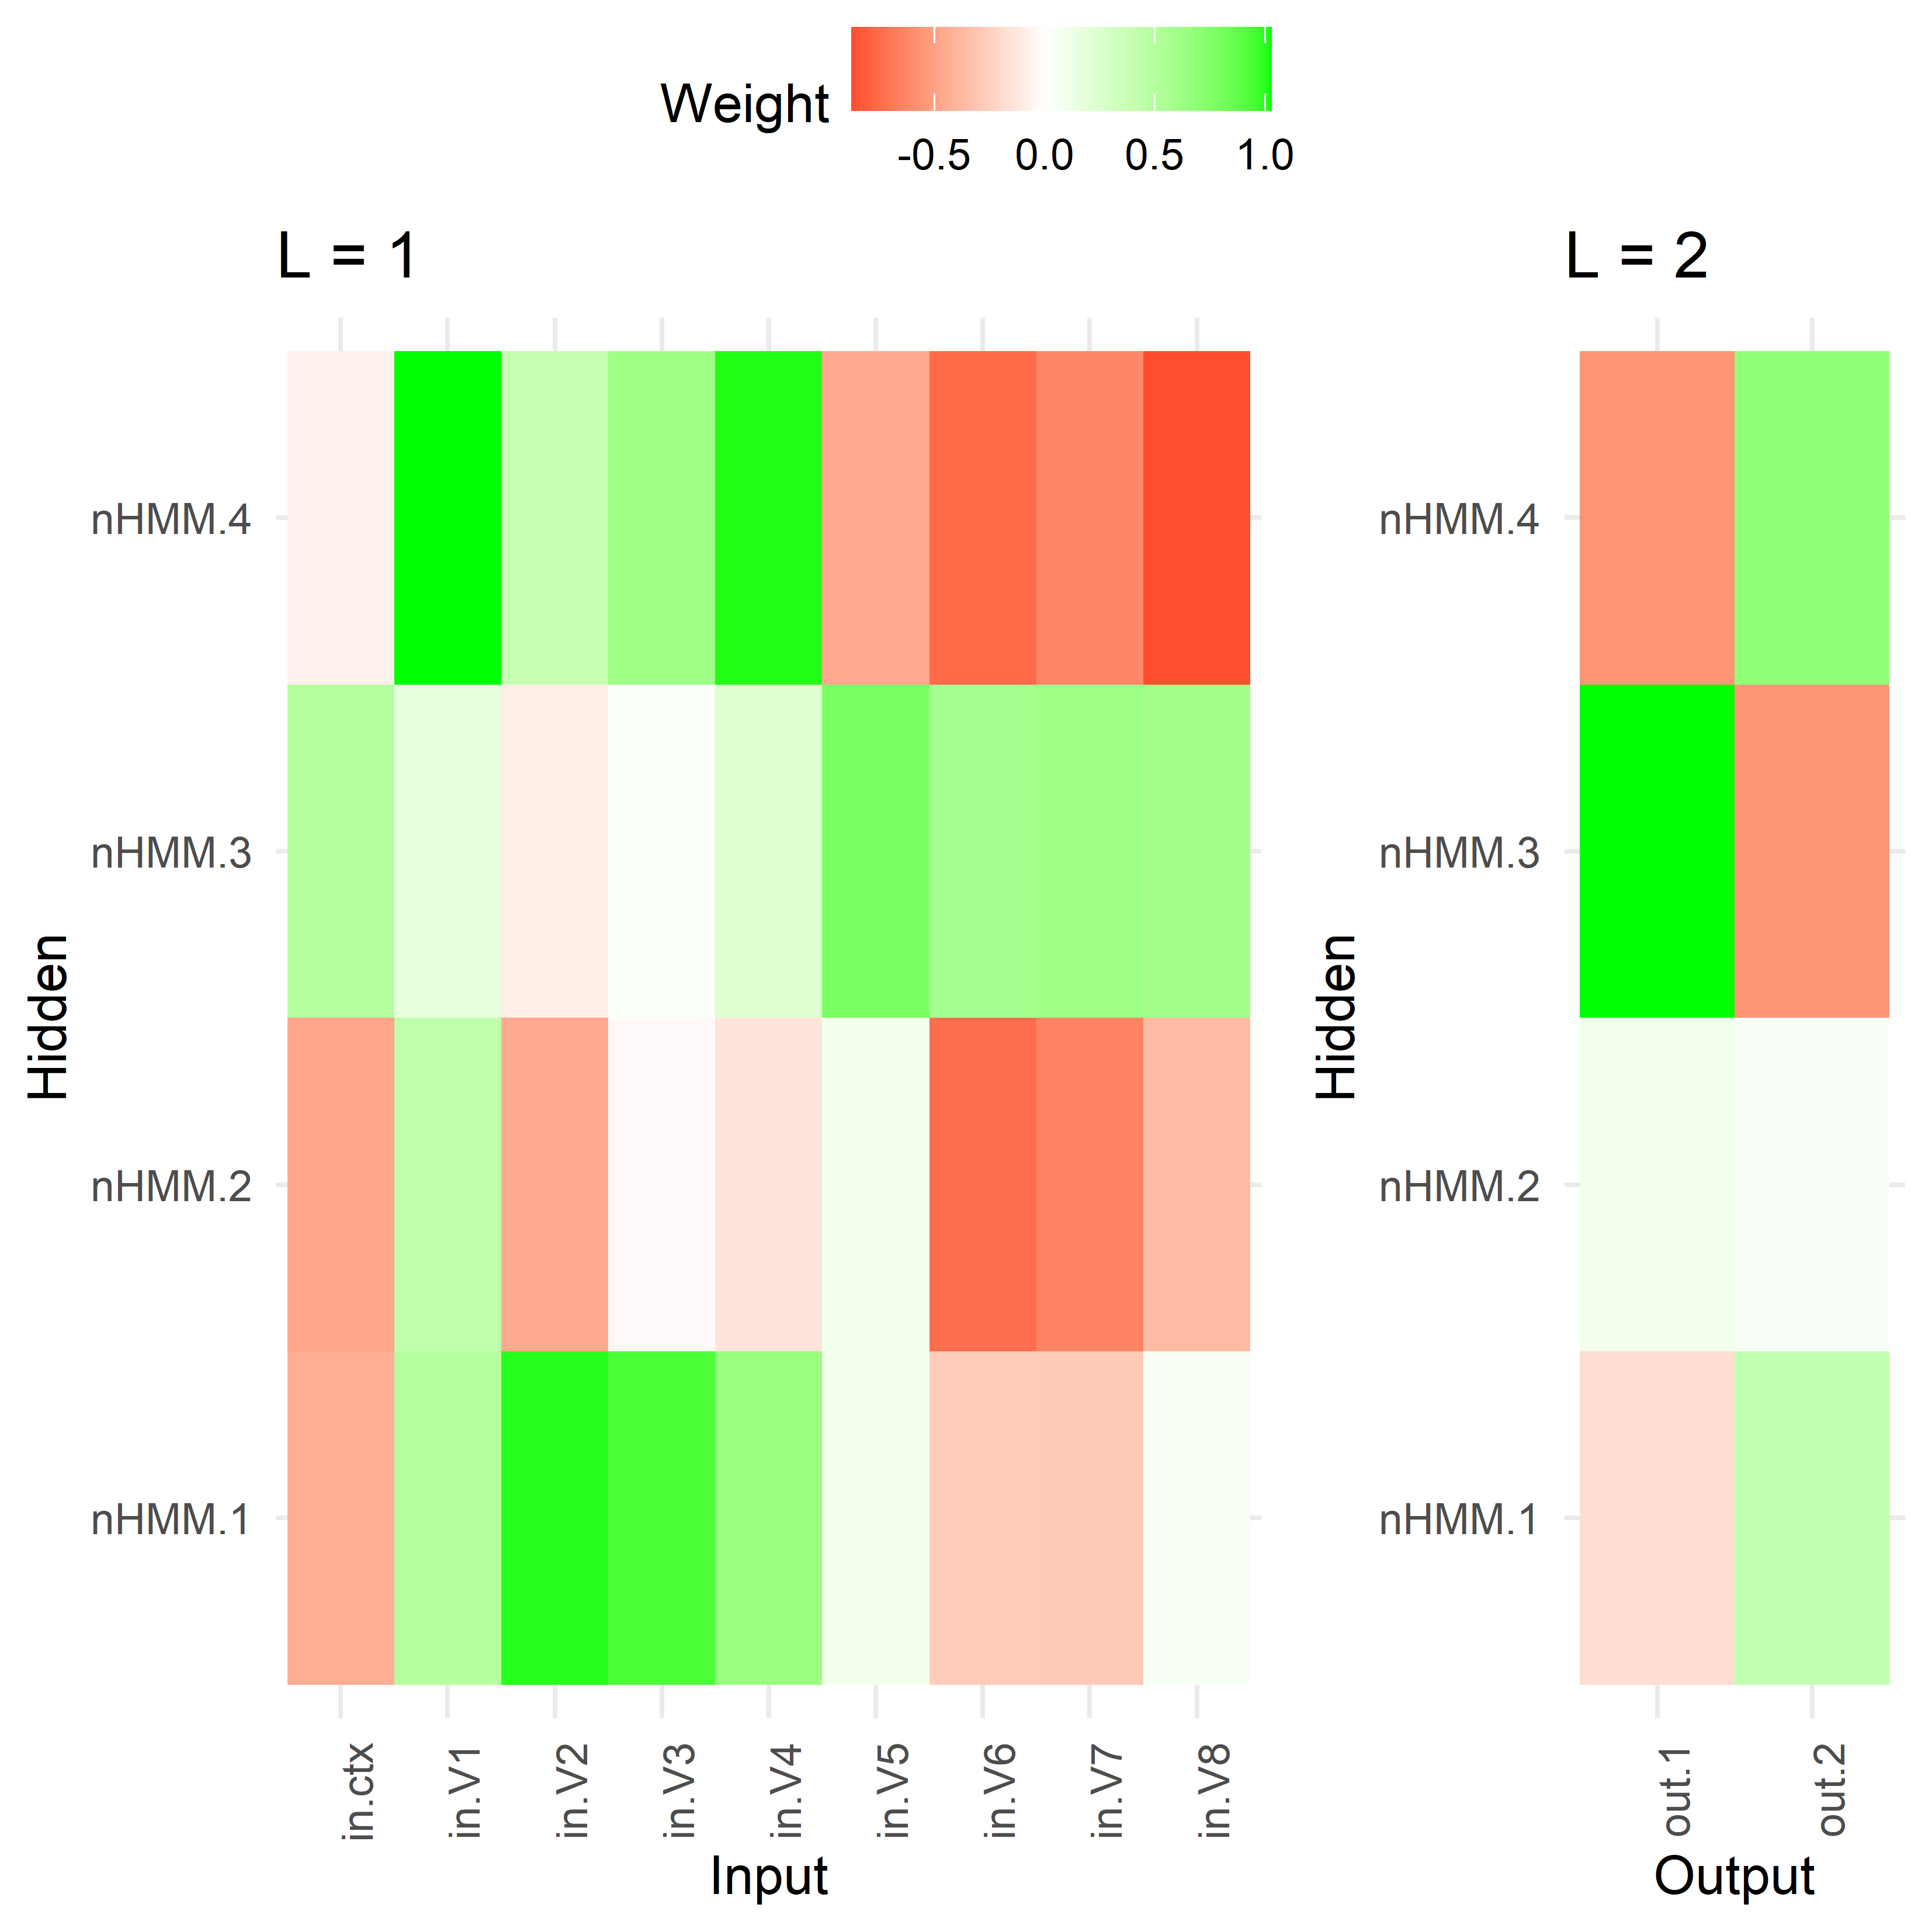 Weight
-0.5 0.0 0.5 1.0
L = 1
nHMM.4
nHMM.3
nHMM.2
nHMM.1
Hidden
in.ctx in.V1 in.V2 in.V3 in.V4 in.V5 in.V6 in.V7 in.V8
Input
L = 2
nHMM.4
nHMM.3
nHMM.2
nHMM.1
Hidden
out.1 out.2
Output